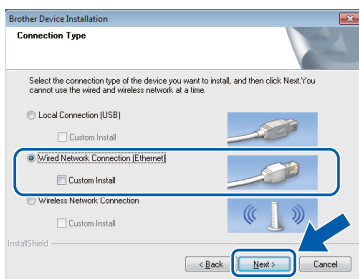 Brother Device Installation
Connection Type
Select the connection type of the device you want to install, and then click Next.You
cannot use the wired and wireless network at a time.
Local Connection (USB)
Custom Install
Wired Network Connection (Ethernet)
Custom Install
Wireless Network Connection
Custom Install
InstallShield
< Back
Next >
Cancel